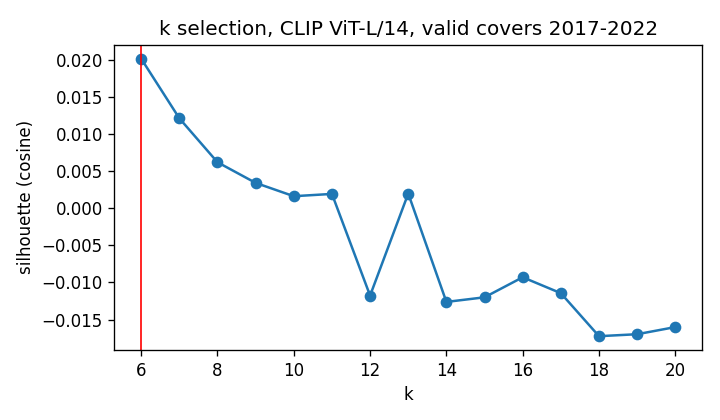 k selection, CLIP ViT-L/14, valid covers 2017-2022
silhouette (cosine)
0.020
0.015
0.010
0.005
0.000
−0.005
−0.010
−0.015
6 8 10 12 14 16 18 20
k